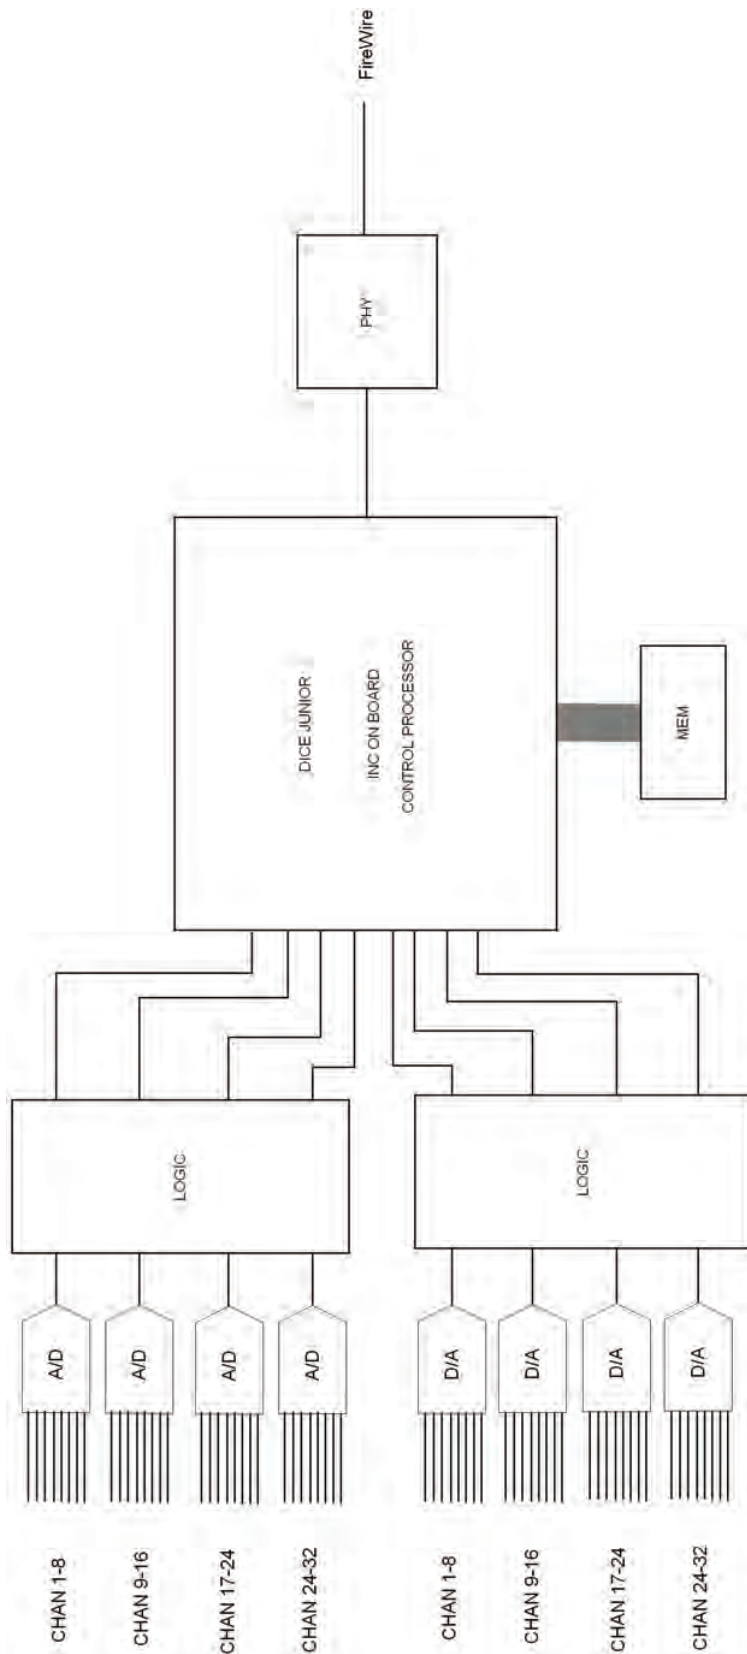 FireWire
PHY
DICE JUNIOR
INC ON BOARD
CONTROL PROCESSOR
MEM
LOGIC
LOGIC
A/D
A/D
A/D
A/D
D/A
D/A
D/A
D/A
CHAN 1-8
CHAN 9-16
CHAN 17-24
CHAN 24-32
CHAN 1-8
CHAN 9-16
CHAN 17-24
CHAN 24-32